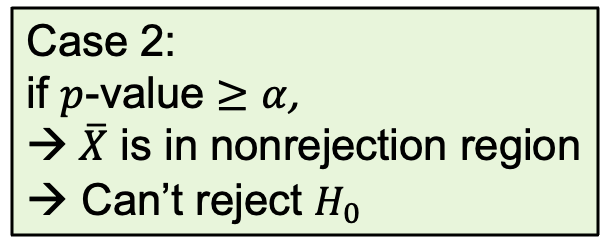 Case 2:
if p-value ≥ α,
→ X̄ is in nonrejection region
→ Can't reject H₀